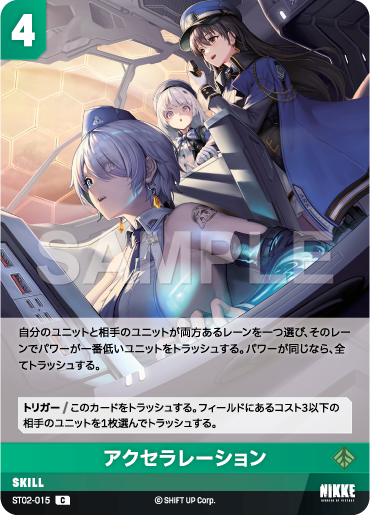 4
SAMPLE
自分のユニットと相手のユニットが両方あるレーンを一つ選び、そのレー
ンでパワーが一番低いユニットをトラッシュする。パワーが同じなら、全
てトラッシュする。
トリガー / このカードをトラッシュする。フィールドにあるコスト3以下の
相手のユニットを1枚選んでトラッシュする。
アクセラレーション
SKILL
ST02-015 C
© SHIFT UP Corp.
NIKKE